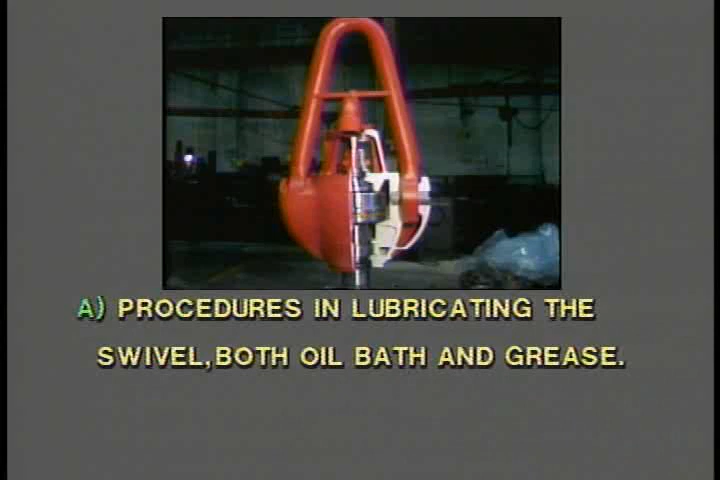 A) PROCEDURES IN LUBRICATING THE
SWIVEL,BOTH OIL BATH AND GREASE.